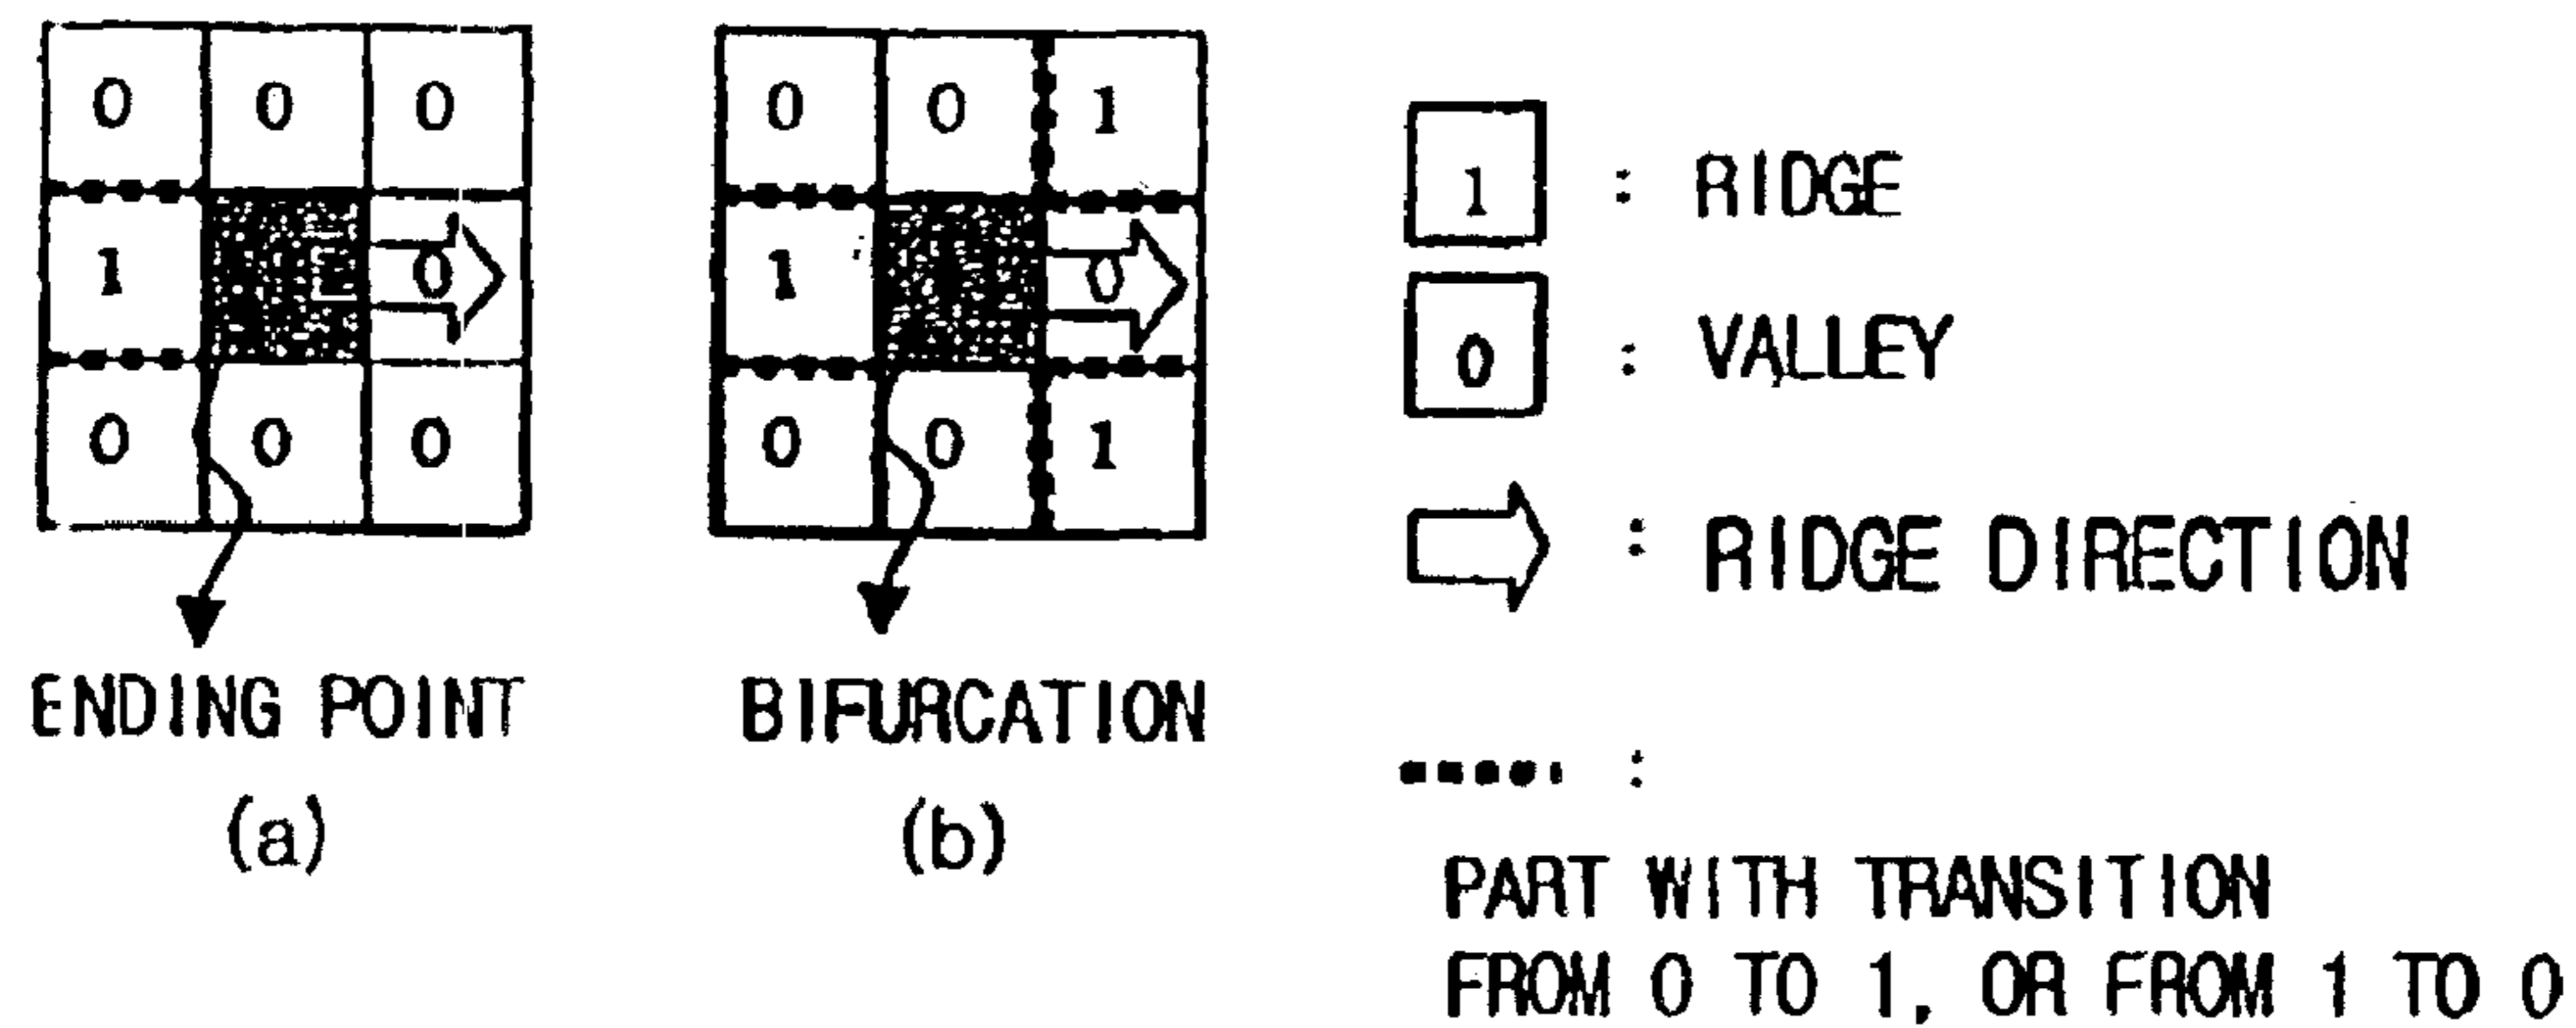 0 0 0
1 0
0 0 0
ENDING POINT
(a)
0 0 1
1 0
0 0 1
BIFURCATION
(b)
1 : RIDGE
0 : VALLEY
: RIDGE DIRECTION
:
PART WITH TRANSITION
FROM 0 TO 1, OR FROM 1 TO 0